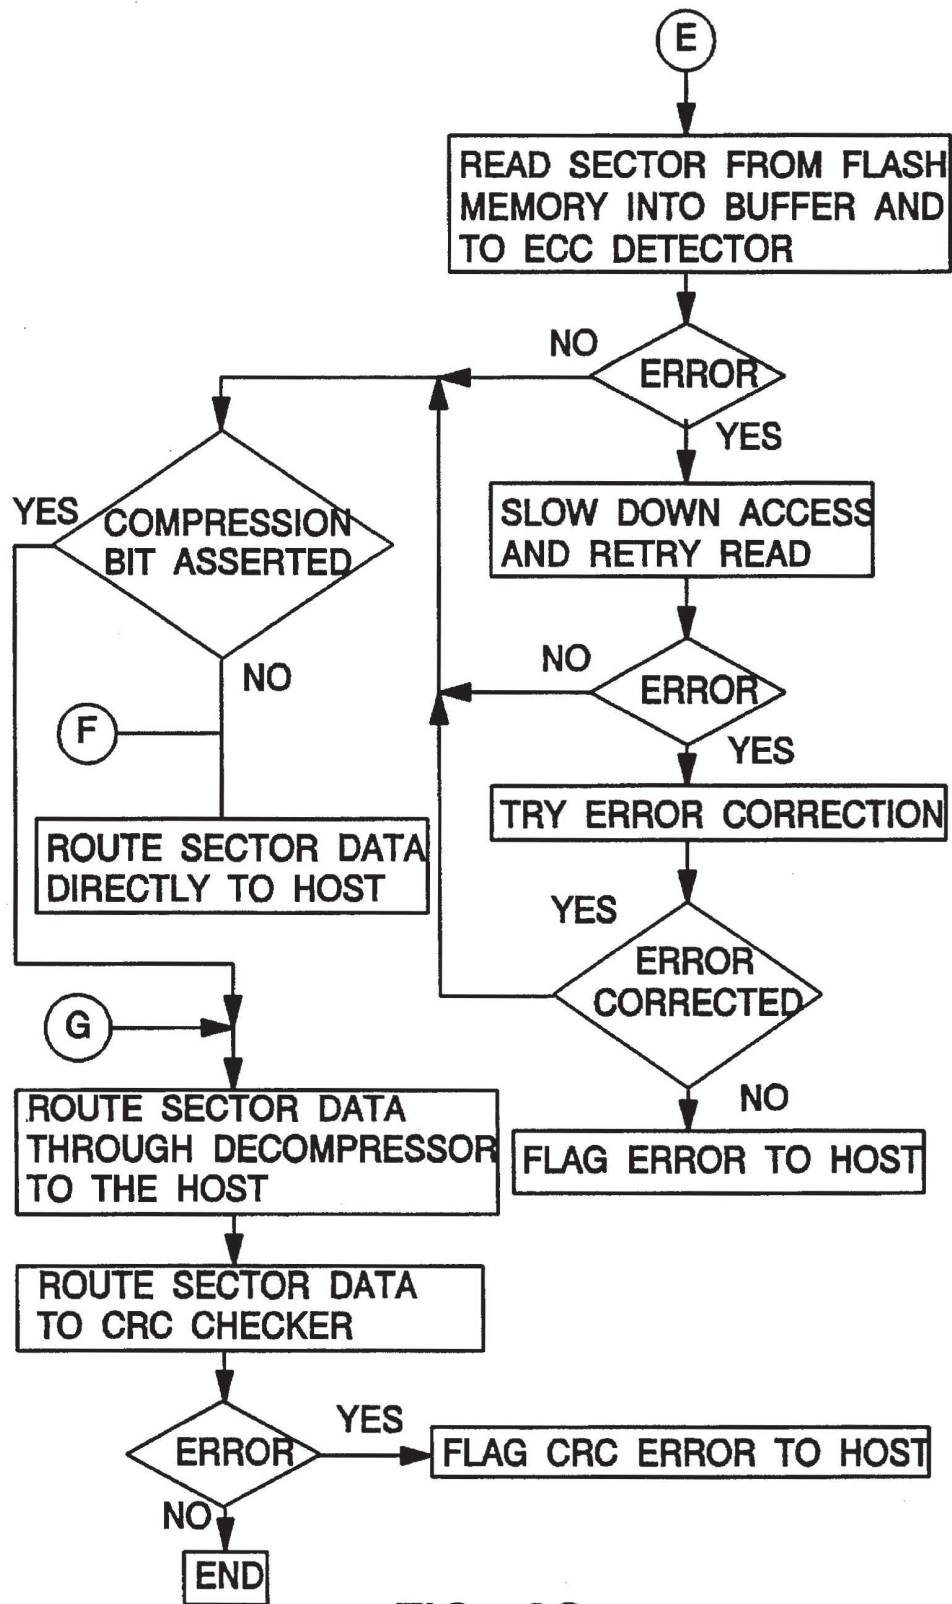 E
READ SECTOR FROM FLASH
MEMORY INTO BUFFER AND
TO ECC DETECTOR
NO
ERROR
YES
YES
COMPRESSION
BIT ASSERTED
SLOW DOWN ACCESS
AND RETRY READ
NO
NO
ERROR
F
YES
TRY ERROR CORRECTION
ROUTE SECTOR DATA
DIRECTLY TO HOST
YES
ERROR
CORRECTED
G
NO
ROUTE SECTOR DATA
THROUGH DECOMPRESSOR
TO THE HOST
FLAG ERROR TO HOST
ROUTE SECTOR DATA
TO CRC CHECKER
YES
ERROR
FLAG CRC ERROR TO HOST
NO
END